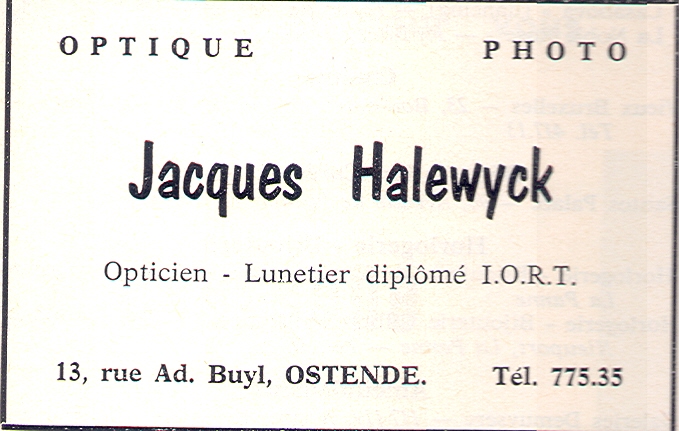 OPTIQUE PHOTO
Jacques Halewyck
Opticien - Lunetier diplômé I.O.R.T.
13, rue Ad. Buyl, OSTENDE. Tél. 775.35